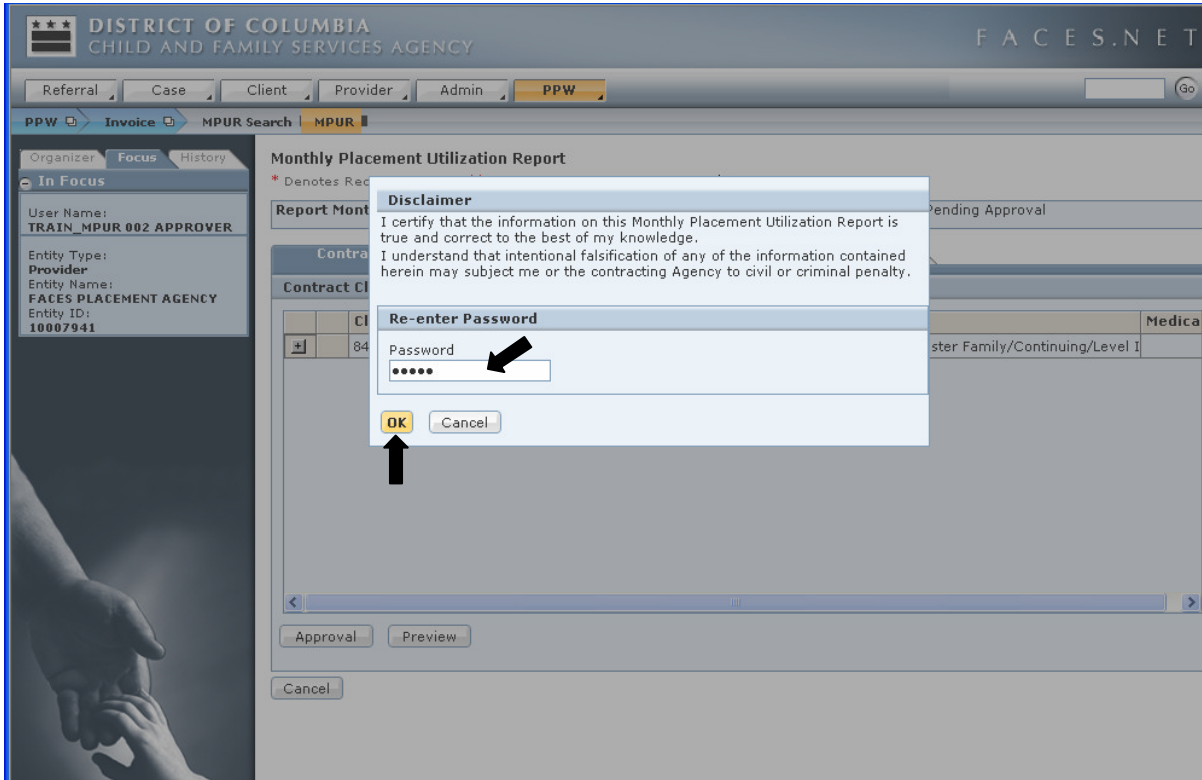 DISTRICT OF COLUMBIA
CHILD AND FAMILY SERVICES AGENCY
FACES.NET
Referral Case Client Provider Admin PPW Go
PPW Invoice MPUR Search MPUR
Organizer Focus History
In Focus
User Name:
TRAIN_MPUR 002 APPROVER
Entity Type:
Provider
Entity Name:
FACES PLACEMENT AGENCY
Entity ID:
10007941
Monthly Placement Utilization Report
* Denotes Rec
Report Mont Pending Approval
Contra
Contract Cl
Cl Medica
84 ster Family/Continuing/Level I
Disclaimer
I certify that the information on this Monthly Placement Utilization Report is
true and correct to the best of my knowledge.
I understand that intentional falsification of any of the information contained
herein may subject me or the contracting Agency to civil or criminal penalty.
Re-enter Password
Password
•••••
OK Cancel
Approval Preview
Cancel